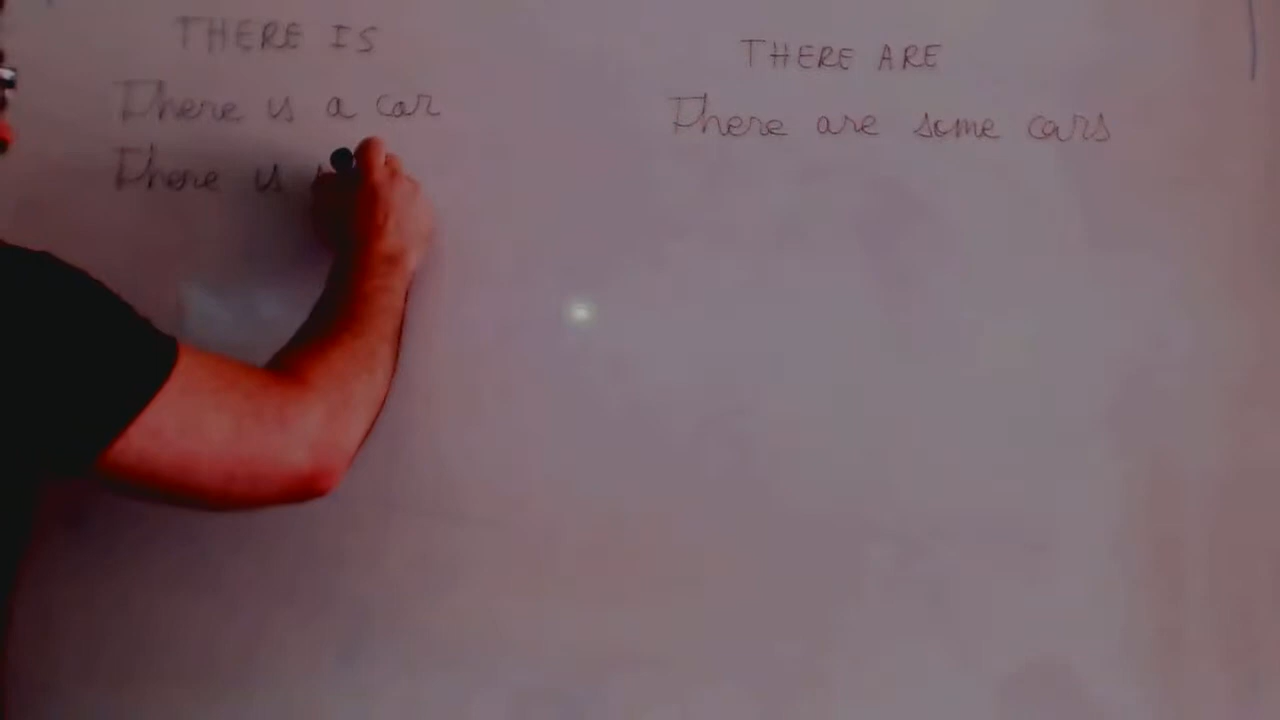 THERE IS
There is a car
There is
THERE ARE
There are some cars